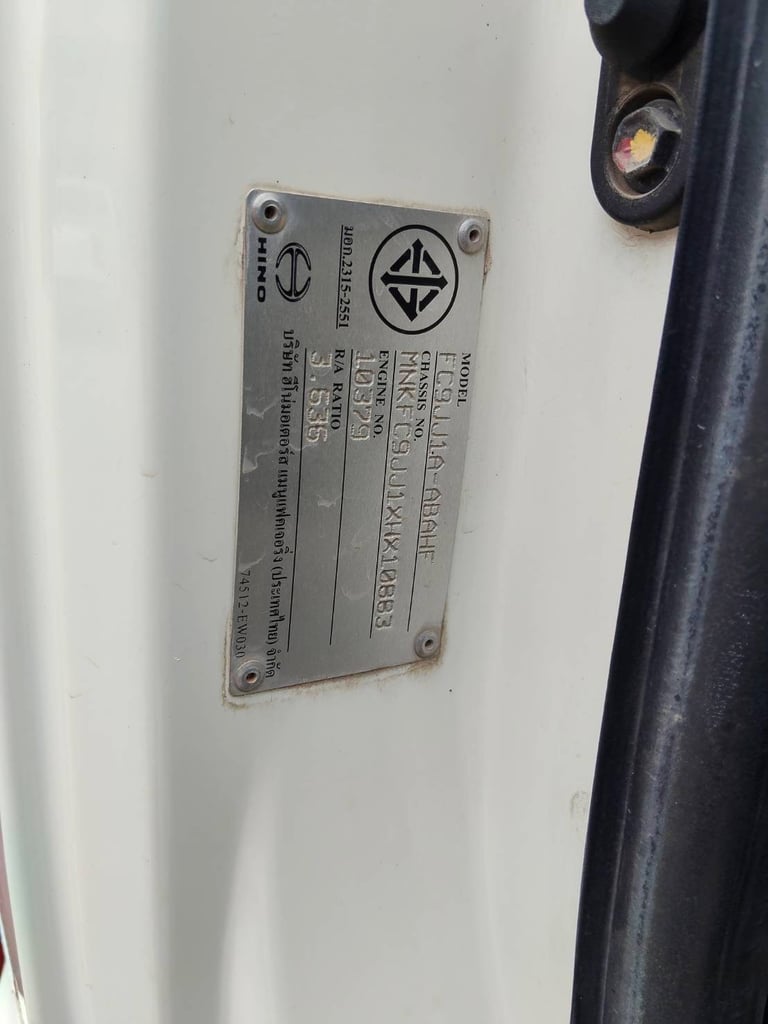 มอก.2315-2551
MODEL
FC9JJ1A-ABAHF
CHASSIS NO.
MNKFC9JJ1XHX10883
ENGINE NO.
10379
R/A RATIO
3.636
HINO
บริษัท ฮีโน่มอเตอร์ส แมนูแฟคเจอริ่ง (ประเทศไทย) จำกัด
74512-EW030